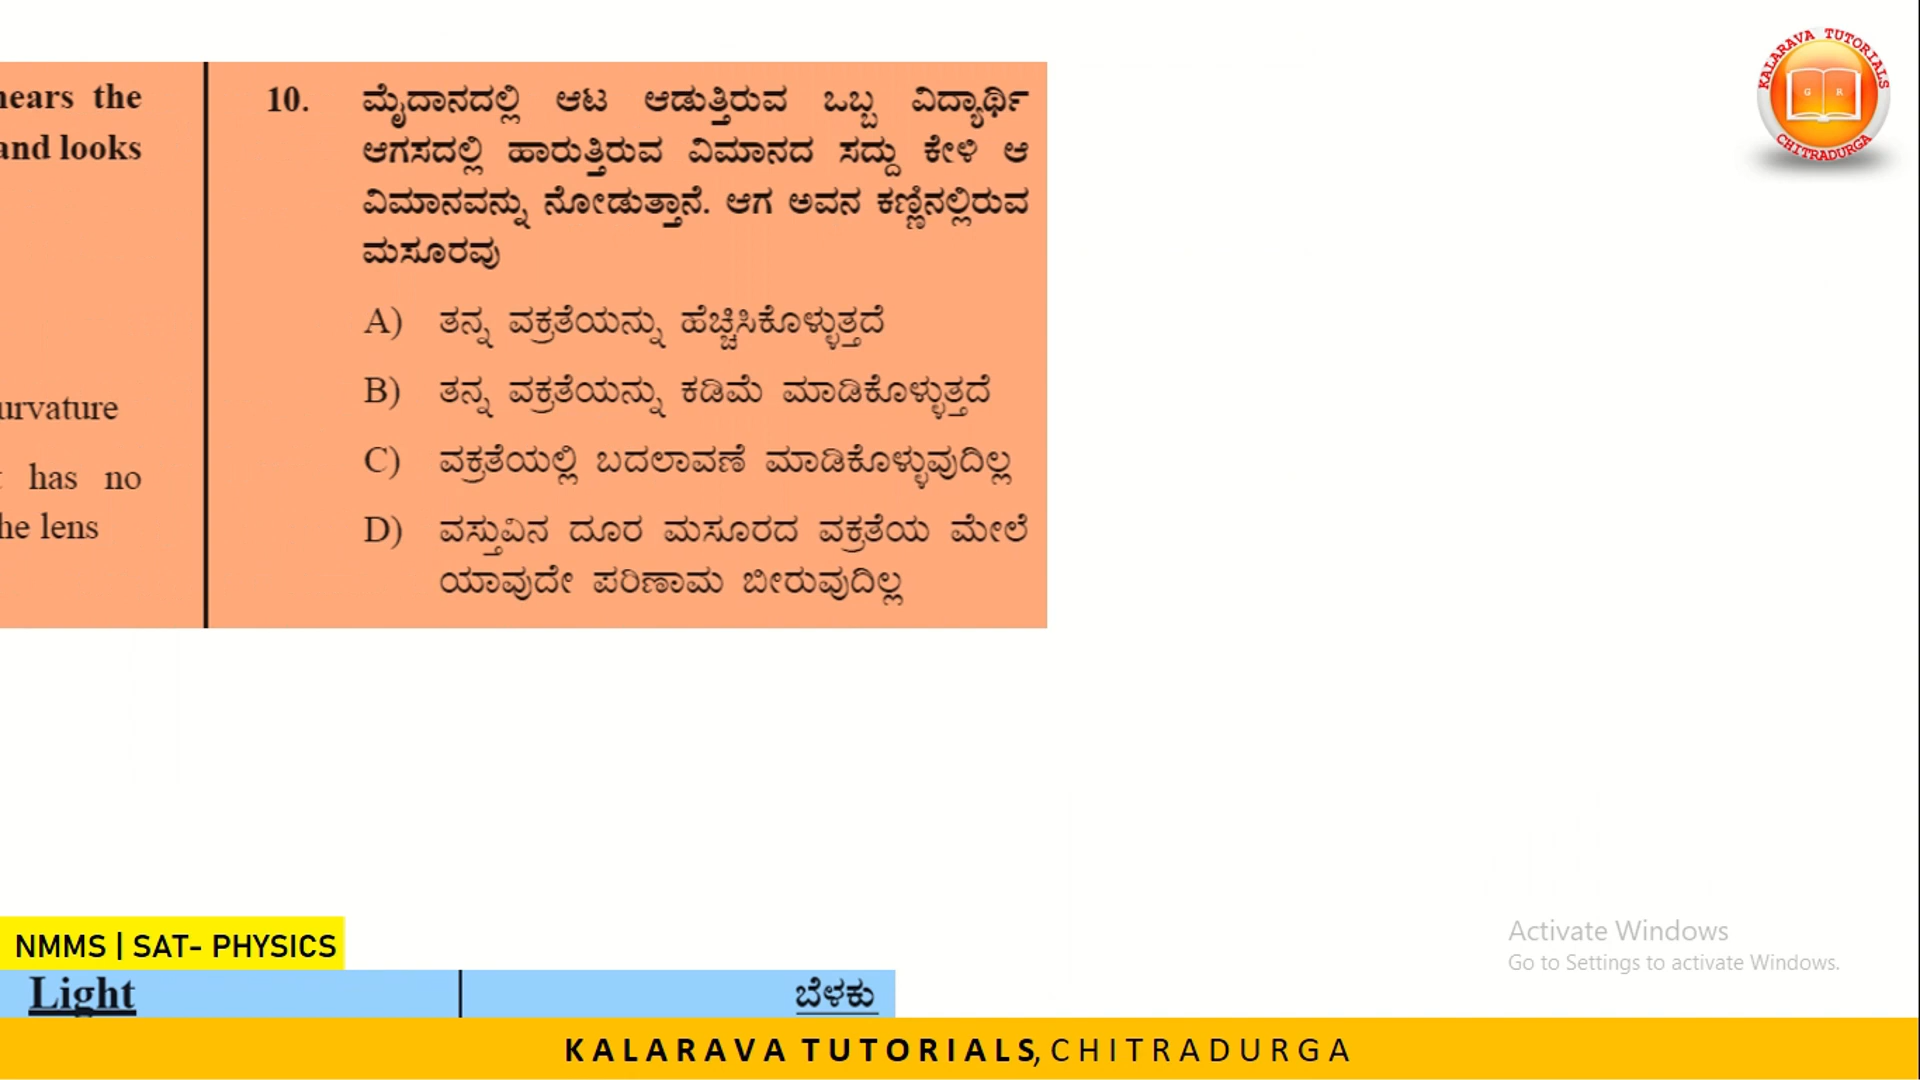 KALARAVA TUTORIALS
G R
CHITRADURGA
hears the
and looks
urvature
has no
he lens
10. ಮೈದಾನದಲ್ಲಿ ಆಟ ಆಡುತ್ತಿರುವ ಒಬ್ಬ ವಿದ್ಯಾರ್ಥಿ
ಆಗಸದಲ್ಲಿ ಹಾರುತ್ತಿರುವ ವಿಮಾನದ ಸದ್ದು ಕೇಳಿ ಆ
ವಿಮಾನವನ್ನು ನೋಡುತ್ತಾನೆ. ಆಗ ಅವನ ಕಣ್ಣಿನಲ್ಲಿರುವ
ಮಸೂರವು
A) ತನ್ನ ವಕ್ರತೆಯನ್ನು ಹೆಚ್ಚಿಸಿಕೊಳ್ಳುತ್ತದೆ
B) ತನ್ನ ವಕ್ರತೆಯನ್ನು ಕಡಿಮೆ ಮಾಡಿಕೊಳ್ಳುತ್ತದೆ
C) ವಕ್ರತೆಯಲ್ಲಿ ಬದಲಾವಣೆ ಮಾಡಿಕೊಳ್ಳುವುದಿಲ್ಲ
D) ವಸ್ತುವಿನ ದೂರ ಮಸೂರದ ವಕ್ರತೆಯ ಮೇಲೆ
ಯಾವುದೇ ಪರಿಣಾಮ ಬೀರುವುದಿಲ್ಲ
Activate Windows
Go to Settings to activate Windows.
NMMS | SAT- PHYSICS
Light ಬೆಳಕು
KALARAVA TUTORIALS, CHITRADURGA